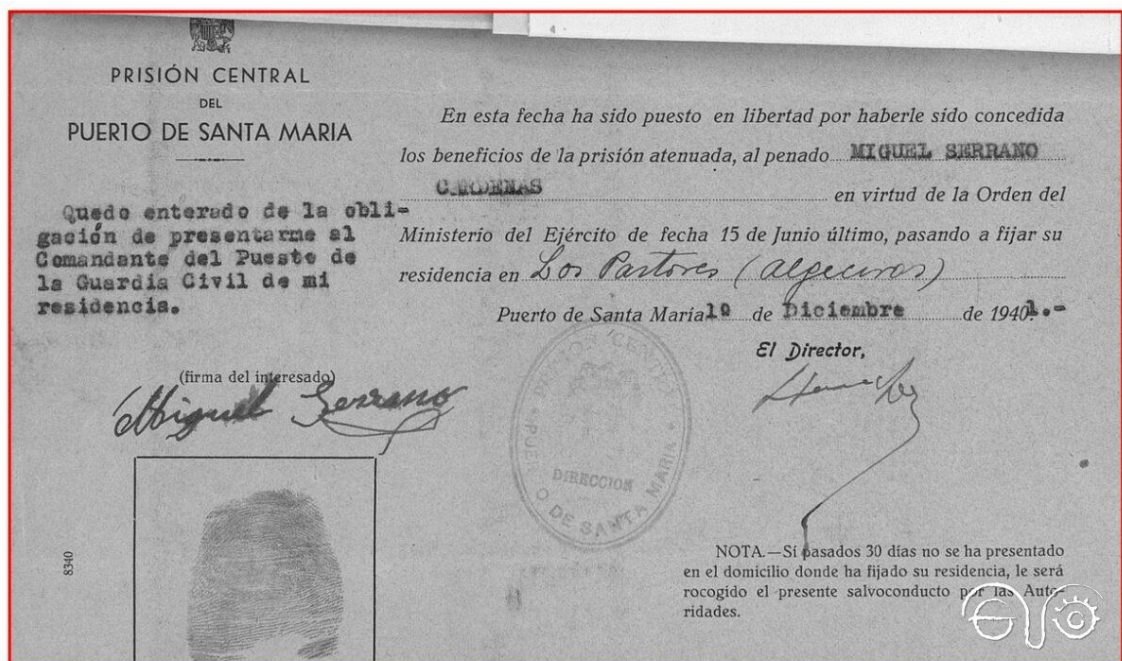 PRISIÓN CENTRAL
DEL
PUERTO DE SANTA MARIA
Quedo enterado de la obli-
gación de presentarme al
Comandante del Puesto de
la Guardia Civil de mi
residencia.
(firma del interesado)
Miguel Serrano
8340
En esta fecha ha sido puesto en libertad por haberle sido concedida
los beneficios de la prisión atenuada, al penado MIGUEL SERRANO
CARDENAS en virtud de la Orden del
Ministerio del Ejército de fecha 15 de Junio último, pasando a fijar su
residencia en Los Pastores (algeciras)
Puerto de Santa María 1º de Diciembre de 1941.-
El Director,
PRISION CENTRAL
DIRECCION
PUERTO DE SANTA MARIA
NOTA.—Si pasados 30 días no se ha presentado
en el domicilio donde ha fijado su residencia, le será
rocogido el presente salvoconducto por las Auto-
ridades.